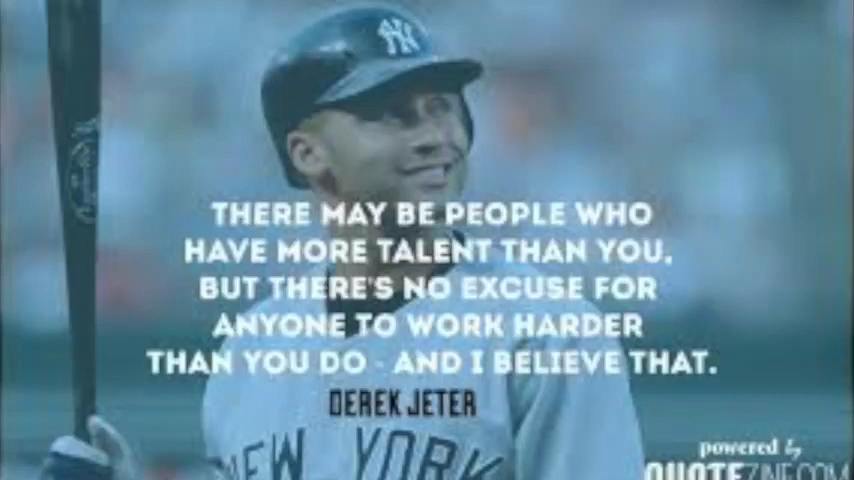 NY
THERE MAY BE PEOPLE WHO
HAVE MORE TALENT THAN YOU,
BUT THERE'S NO EXCUSE FOR
ANYONE TO WORK HARDER
THAN YOU DO - AND I BELIEVE THAT.
DEREK JETER
NEW YORK
powered by
QUOTEZINE.COM